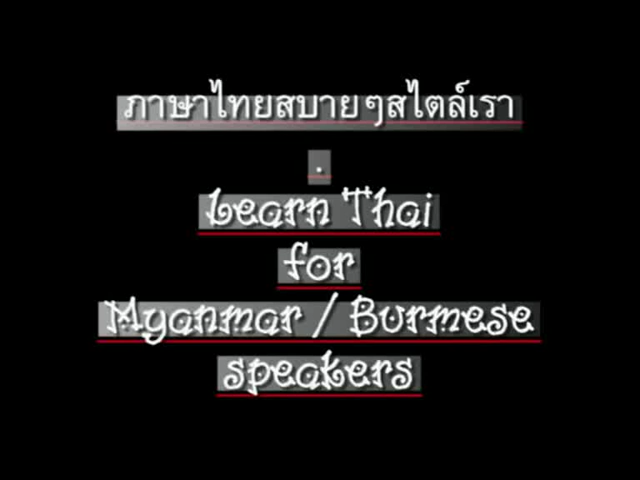 ภาษาไทยสบายๆสไตล์เรา
.
Learn Thai
for
Myanmar / Burmese
speakers